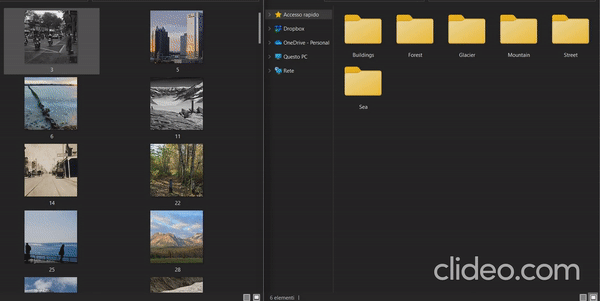 3
5
6
11
14
22
25
28
Accesso rapido
Dropbox
OneDrive - Personal
Questo PC
Rete
Buildings
Forest
Glacier
Mountain
Street
Sea
6 elementi
clideo.com